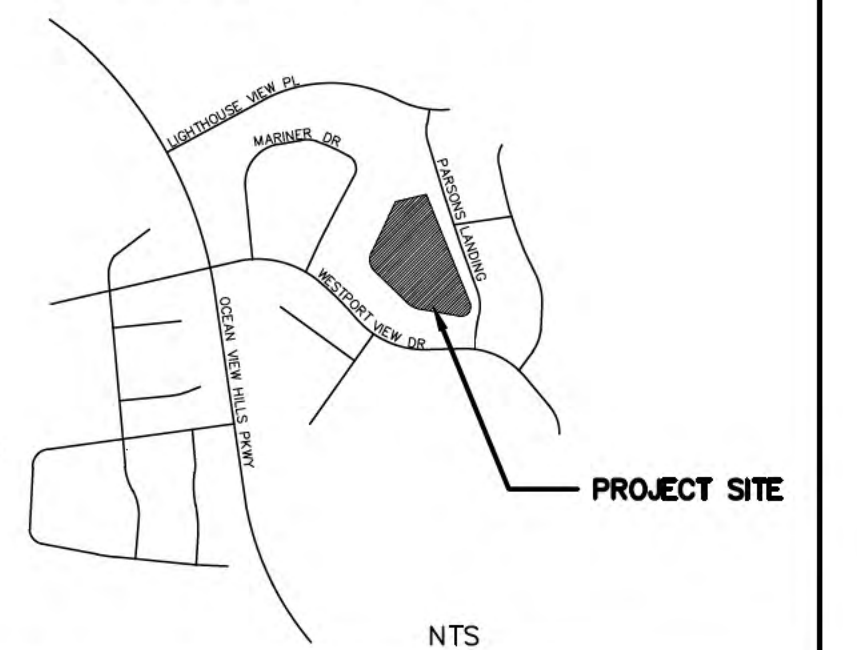 LIGHTHOUSE VIEW PL
MARINER DR
PARSONS LANDING
WESTPORT VIEW DR
OCEAN VIEW HILLS PKWY
PROJECT SITE
NTS